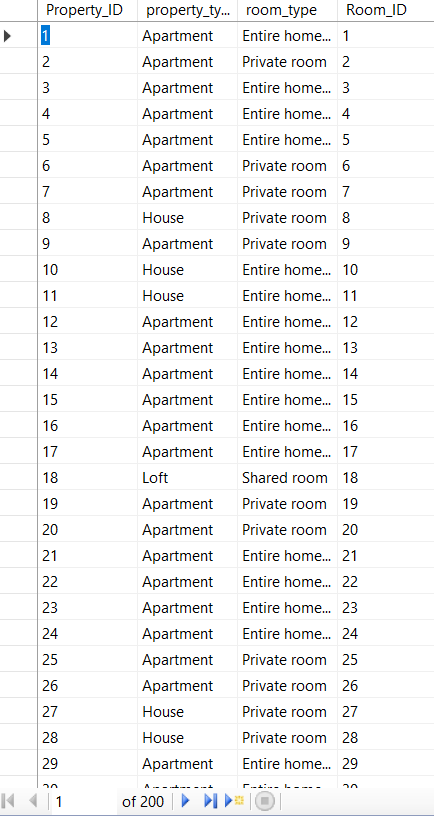 Property_ID property_ty... room_type Room_ID
1 Apartment Entire home... 1
2 Apartment Private room 2
3 Apartment Entire home... 3
4 Apartment Entire home... 4
5 Apartment Entire home... 5
6 Apartment Private room 6
7 Apartment Private room 7
8 House Private room 8
9 Apartment Private room 9
10 House Entire home... 10
11 House Entire home... 11
12 Apartment Entire home... 12
13 Apartment Entire home... 13
14 Apartment Entire home... 14
15 Apartment Entire home... 15
16 Apartment Entire home... 16
17 Apartment Entire home... 17
18 Loft Shared room 18
19 Apartment Private room 19
20 Apartment Private room 20
21 Apartment Entire home... 21
22 Apartment Entire home... 22
23 Apartment Entire home... 23
24 Apartment Entire home... 24
25 Apartment Private room 25
26 Apartment Private room 26
27 House Private room 27
28 House Private room 28
29 Apartment Entire home... 29
30 Apartment Entire home... 30
1 of 200